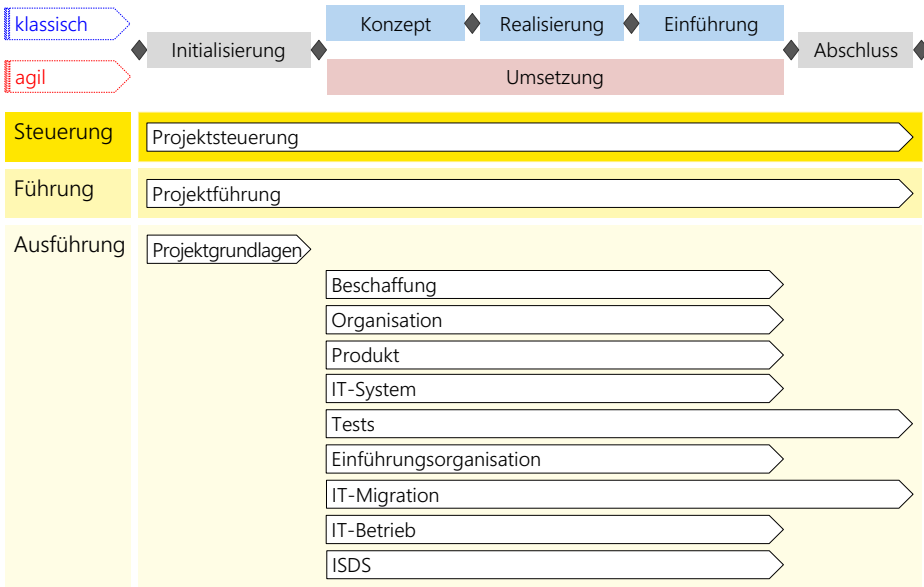 klassisch
Konzept
Realisierung
Einführung
Initialisierung
Abschluss
agil
Umsetzung
Steuerung
Projektsteuerung
Führung
Projektführung
Ausführung
Projektgrundlagen
Beschaffung
Organisation
Produkt
IT-System
Tests
Einführungsorganisation
IT-Migration
IT-Betrieb
ISDS